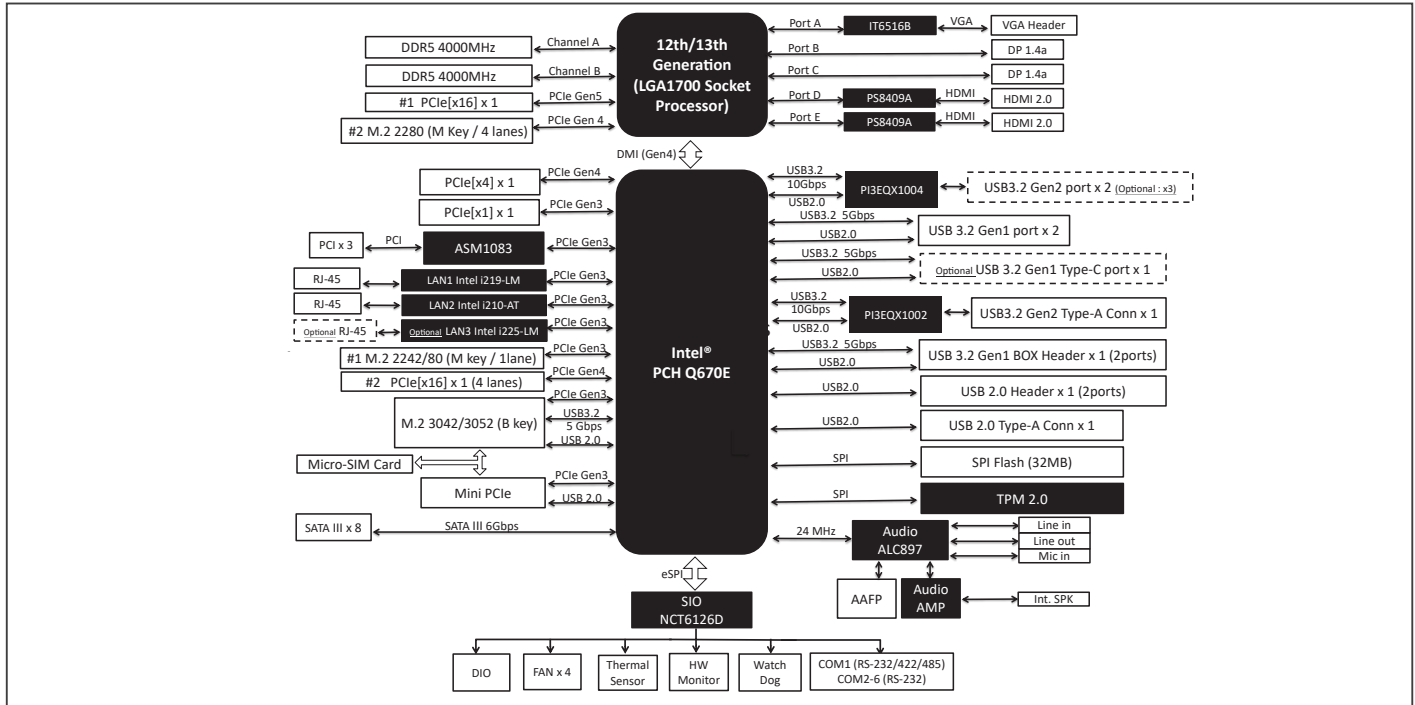 DDR5 4000MHz
Channel A
DDR5 4000MHz
Channel B
#1 PCIe[x16] x 1
PCIe Gen5
#2 M.2 2280 (M Key / 4 lanes)
PCIe Gen 4
12th/13th
Generation
(LGA1700 Socket
Processor)
Port A
IT6516B
VGA
VGA Header
Port B
DP 1.4a
Port C
DP 1.4a
Port D
PS8409A
HDMI
HDMI 2.0
Port E
PS8409A
HDMI
HDMI 2.0
DMI (Gen4)
PCIe[x4] x 1
PCIe Gen4
PCIe[x1] x 1
PCIe Gen3
PCI x 3
PCI
ASM1083
PCIe Gen3
RJ-45
LAN1 Intel i219-LM
PCIe Gen3
RJ-45
LAN2 Intel i210-AT
PCIe Gen3
Optional RJ-45
Optional LAN3 Intel i225-LM
PCIe Gen3
#1 M.2 2242/80 (M key / 1lane)
PCIe Gen3
#2 PCIe[x16] x 1 (4 lanes)
PCIe Gen4
M.2 3042/3052 (B key)
PCIe Gen3
USB3.2
5 Gbps
USB 2.0
Micro-SIM Card
Mini PCIe
PCIe Gen3
USB 2.0
SATA III x 8
SATA III 6Gbps
Intel®
PCH Q670E
USB3.2
10Gbps
USB2.0
PI3EQX1004
USB3.2 Gen2 port x 2 (Optional : x3)
USB3.2 5Gbps
USB2.0
USB 3.2 Gen1 port x 2
USB3.2 5Gbps
USB2.0
Optional USB 3.2 Gen1 Type-C port x 1
USB3.2
10Gbps
USB2.0
PI3EQX1002
USB3.2 Gen2 Type-A Conn x 1
USB3.2 5Gbps
USB2.0
USB 3.2 Gen1 BOX Header x 1 (2ports)
USB2.0
USB 2.0 Header x 1 (2ports)
USB2.0
USB 2.0 Type-A Conn x 1
SPI
SPI Flash (32MB)
SPI
TPM 2.0
24 MHz
Audio
ALC897
Line in
Line out
Mic in
AAFP
Audio
AMP
Int. SPK
eSPI
SIO
NCT6126D
DIO
FAN x 4
Thermal
Sensor
HW
Monitor
Watch
Dog
COM1 (RS-232/422/485)
COM2-6 (RS-232)